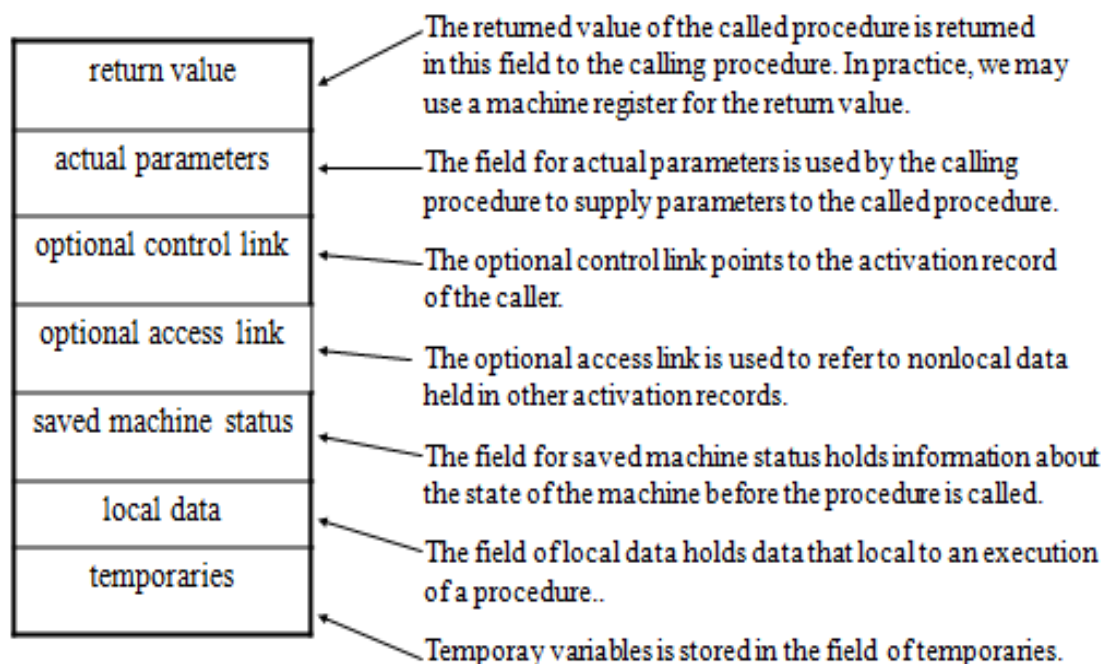 return value
The returned value of the called procedure is returned
in this field to the calling procedure. In practice, we may
use a machine register for the return value.
actual parameters
The field for actual parameters is used by the calling
procedure to supply parameters to the called procedure.
optional control link
The optional control link points to the activation record
of the caller.
optional access link
The optional access link is used to refer to nonlocal data
held in other activation records.
saved machine status
The field for saved machine status holds information about
the state of the machine before the procedure is called.
local data
The field of local data holds data that local to an execution
of a procedure..
temporaries
Temporay variables is stored in the field of temporaries.